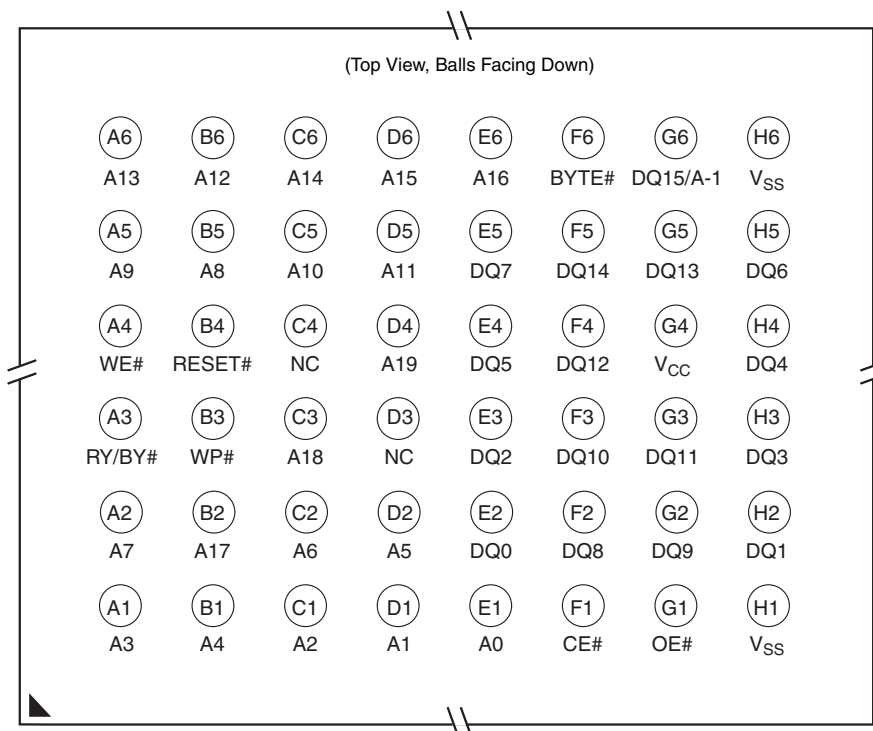 (Top View, Balls Facing Down)
A6 B6 C6 D6 E6 F6 G6 H6
A13 A12 A14 A15 A16 BYTE# DQ15/A-1 VSS
A5 B5 C5 D5 E5 F5 G5 H5
A9 A8 A10 A11 DQ7 DQ14 DQ13 DQ6
A4 B4 C4 D4 E4 F4 G4 H4
WE# RESET# NC A19 DQ5 DQ12 VCC DQ4
A3 B3 C3 D3 E3 F3 G3 H3
RY/BY# WP# A18 NC DQ2 DQ10 DQ11 DQ3
A2 B2 C2 D2 E2 F2 G2 H2
A7 A17 A6 A5 DQ0 DQ8 DQ9 DQ1
A1 B1 C1 D1 E1 F1 G1 H1
A3 A4 A2 A1 A0 CE# OE# VSS